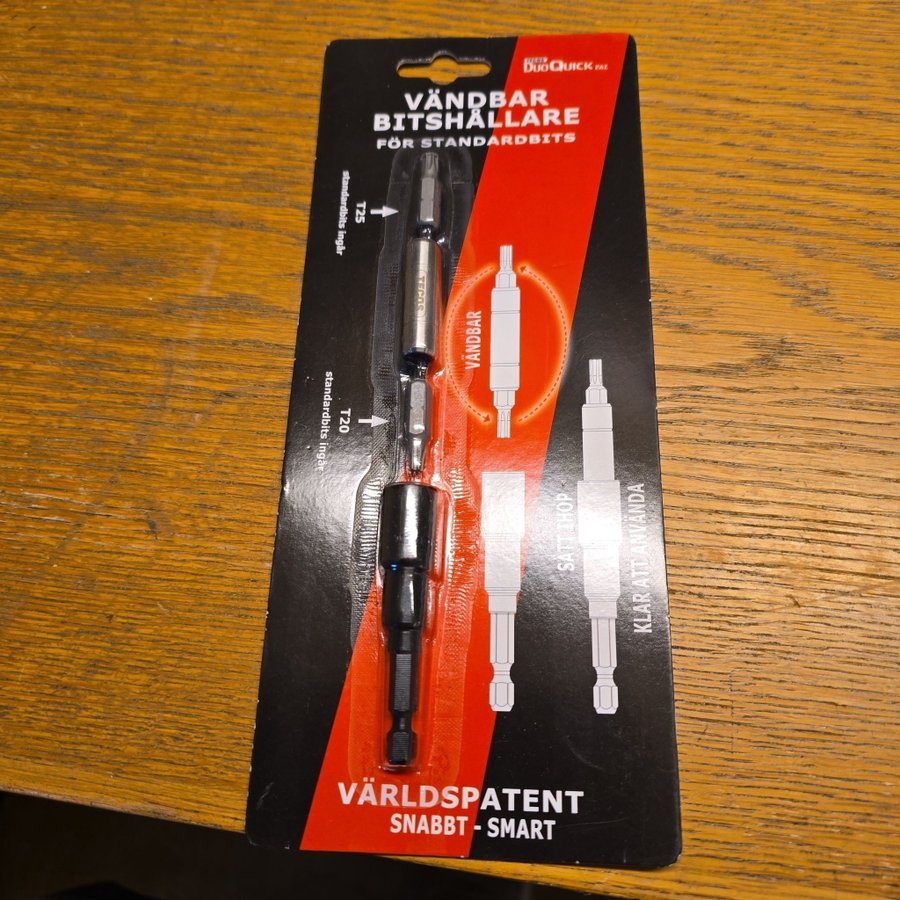 DUOQUICK
VÄNDBAR
BITSHÅLLARE
FÖR STANDARDBITS
T25
standardbits ingår
TECOS
VÄNDBAR
T20
standardbits ingår
SÄTT IHOP
KLAR ATT ANVÄNDA
VÄRLDSPATENT
SNABBT - SMART